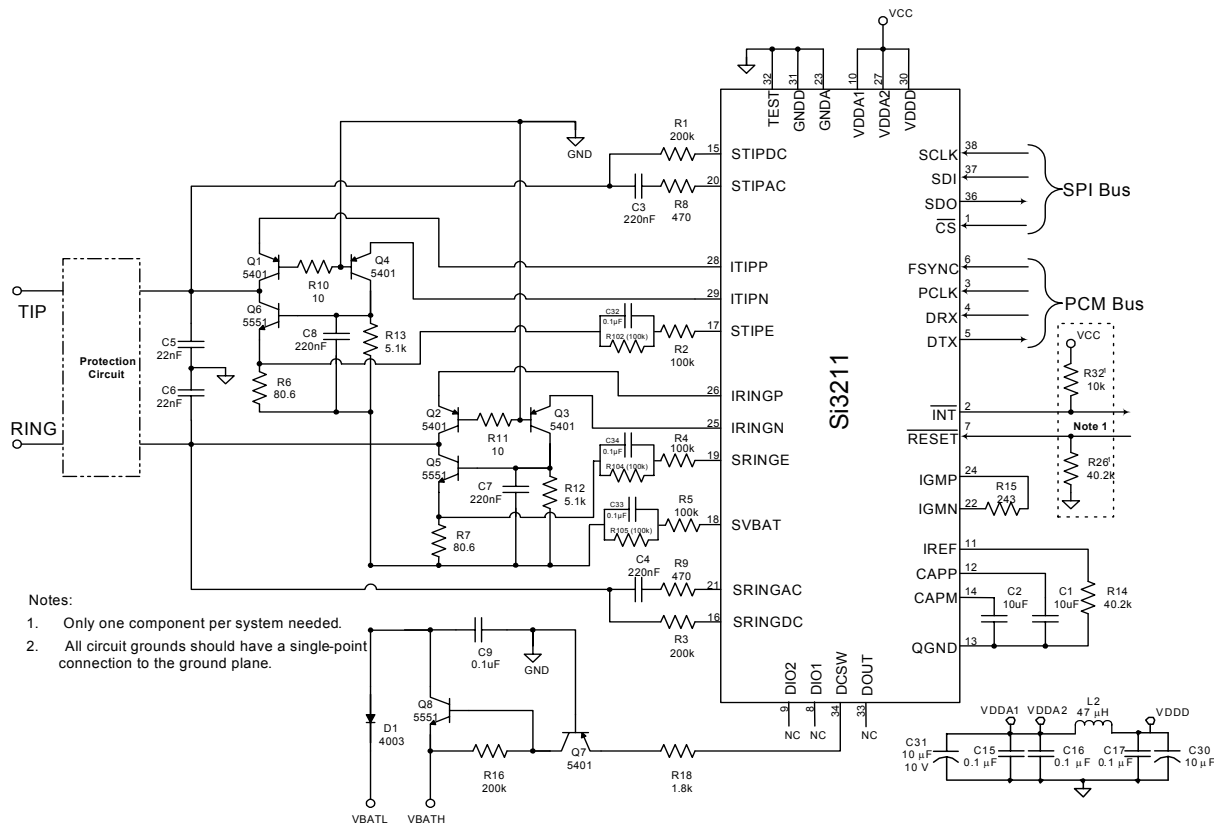 VCC
32
31
23
10
27
30
TEST
GNDD
GNDA
VDDA1
VDDA2
VDDD
GND
R1
200k
15
STIPDC
C3
220nF
R8
470
20
STIPAC
Q1
5401
R10
10
Q4
5401
28
ITIPP
29
ITIPN
TIP
Protection
Circuit
RING
Q6
5551
C8
220nF
R13
5.1k
C32
0.1µF
R102 (100k)
R2
100k
17
STIPE
C5
22nF
C6
22nF
R6
80.6
Q2
5401
R11
10
Q3
5401
26
IRINGP
25
IRINGN
C34
0.1µF
R104 (100k)
R4
100k
19
SRINGE
Q5
5551
C7
220nF
R12
5.1k
C33
0.1µF
R105 (100k)
R5
100k
18
SVBAT
R7
80.6
C4
220nF
R9
470
21
SRINGAC
R3
200k
16
SRINGDC
Si3211
SCLK
38
SDI
37
SDO
36
CS
1
SPI Bus
FSYNC
6
PCLK
3
DRX
4
DTX
5
PCM Bus
VCC
R32¹
10k
INT
2
RESET
7
Note 1
R26¹
40.2k
IGMP
24
R15
243
IGMN
22
IREF
11
CAPP
12
CAPM
14
C2
10uF
C1
10uF
R14
40.2k
QGND
13
DIO2
DIO1
DCSW
DOUT
9
8
34
33
NC
NC
NC
Notes:
1. Only one component per system needed.
2. All circuit grounds should have a single-point
connection to the ground plane.
C9
0.1uF
GND
Q8
5551
D1
4003
R16
200k
Q7
5401
R18
1.8k
VBATL
VBATH
VDDA1
VDDA2
L2
47 µH
VDDD
C31
10 µF
10 V
C15
0.1 µF
C16
0.1 µF
C17
0.1 µF
C30
10 µF